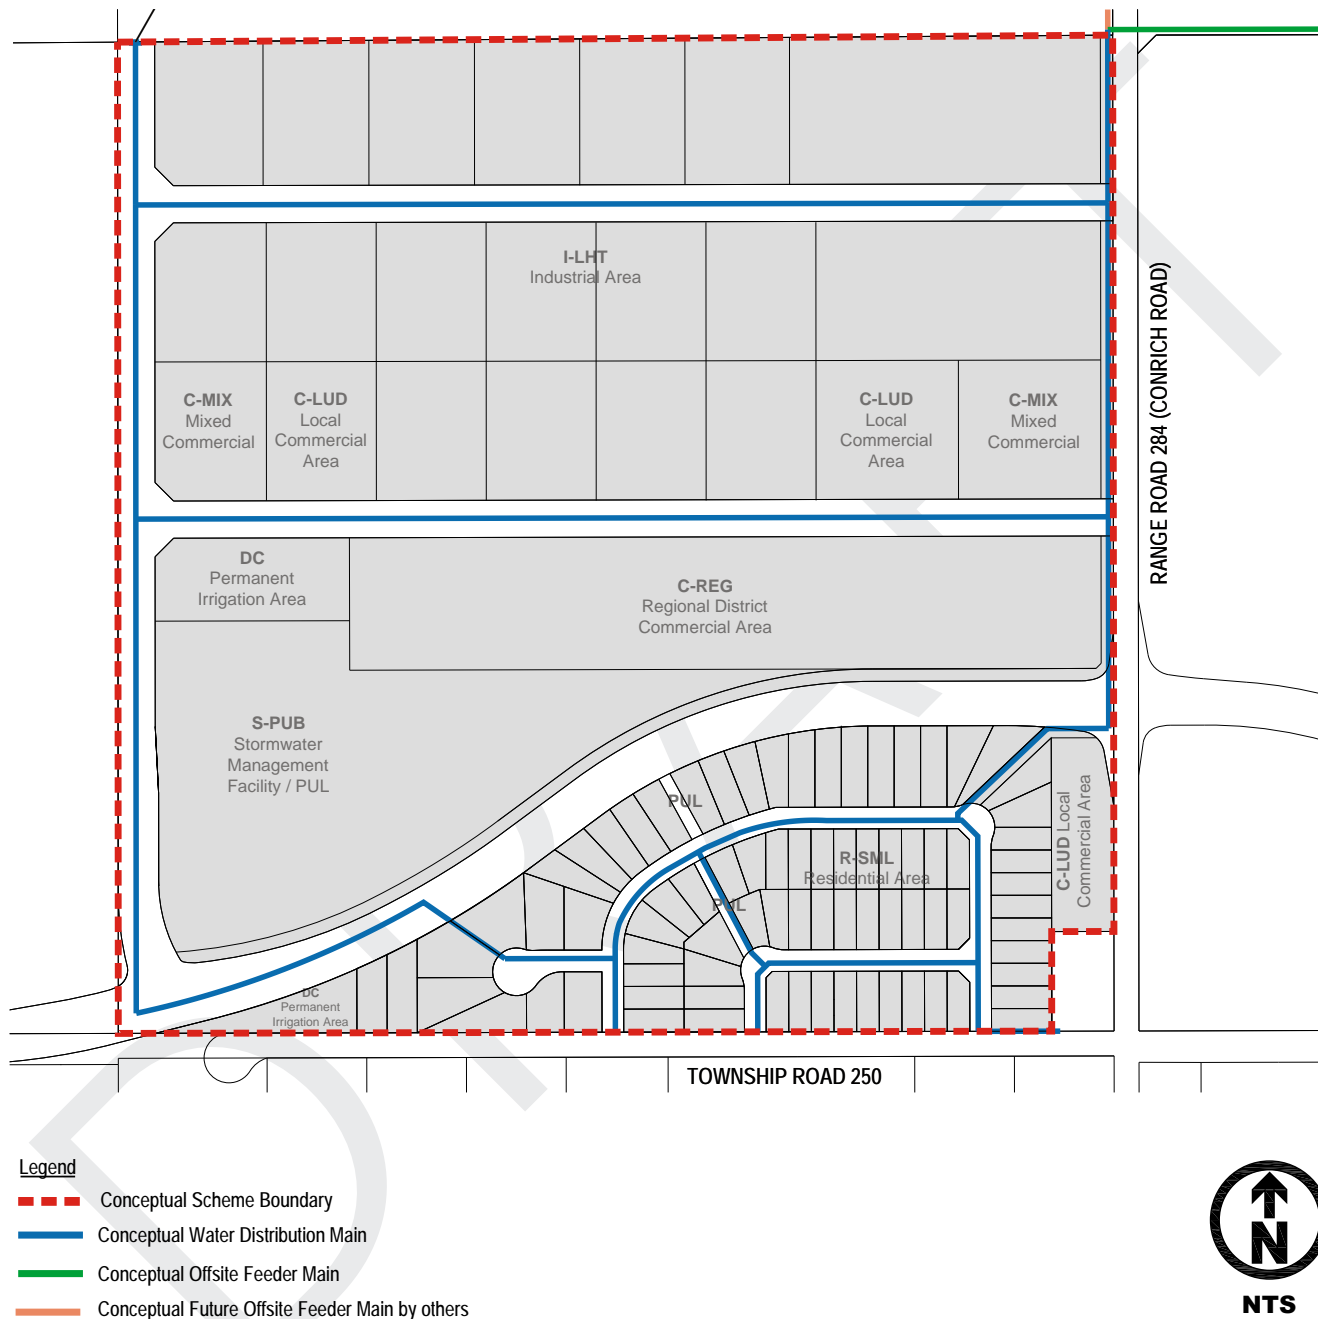 I-LHT
Industrial Area
C-MIX
Mixed
Commercial
C-LUD
Local
Commercial
Area
C-LUD
Local
Commercial
Area
C-MIX
Mixed
Commercial
RANGE ROAD 284 (CONRICH ROAD)
DC
Permanent
Irrigation Area
C-REG
Regional District
Commercial Area
S-PUB
Stormwater
Management
Facility / PUL
PUL
R-SML
Residential Area
C-LUD Local
Commercial Area
PUL
DC
Permanent
Irrigation Area
TOWNSHIP ROAD 250
DRAFT
Legend
Conceptual Scheme Boundary
Conceptual Water Distribution Main
Conceptual Offsite Feeder Main
Conceptual Future Offsite Feeder Main by others
N
NTS